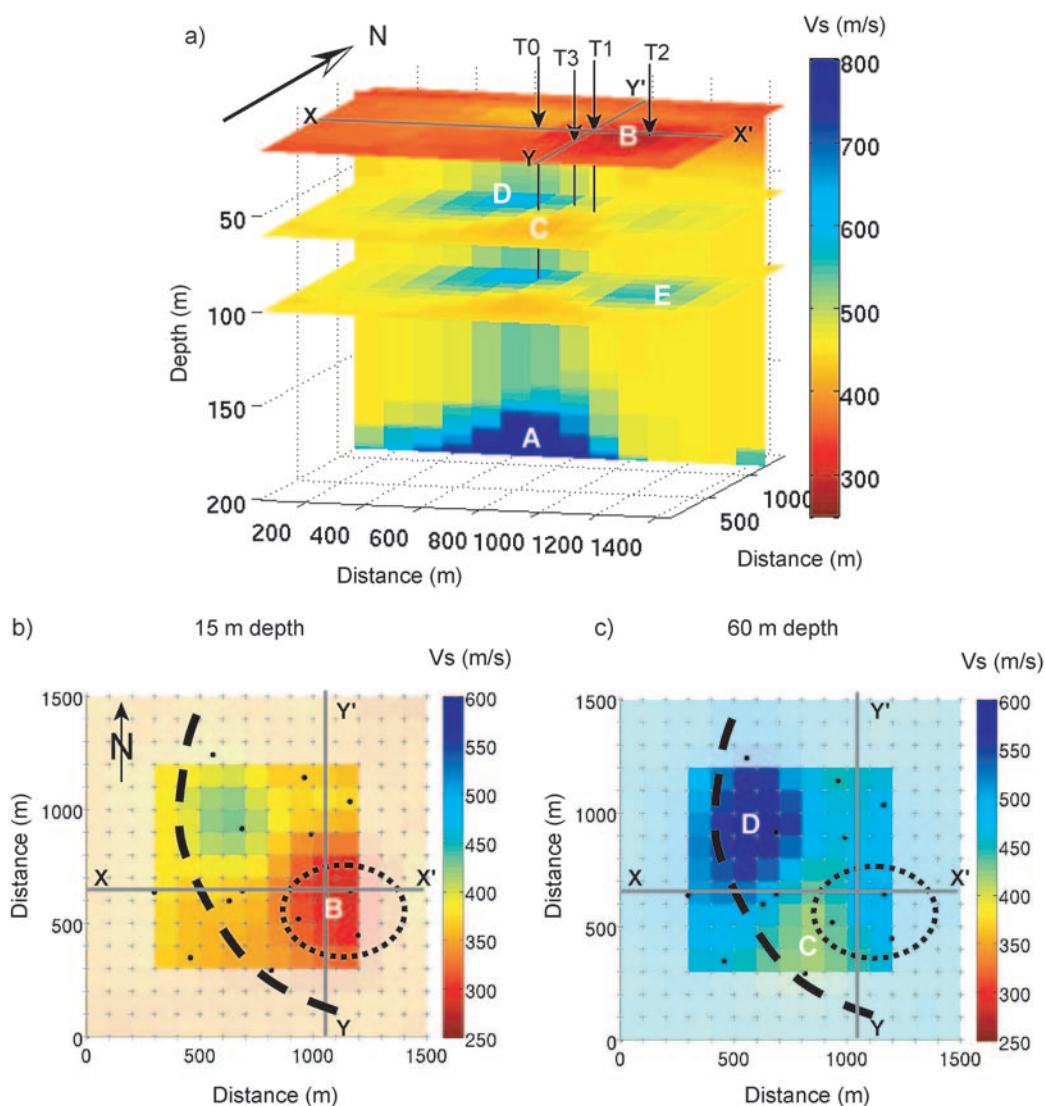 a)
N
Vs (m/s)
T0 T3 T1 T2
X Y' B X' Y
D
C
E
A
Depth (m)
50
100
150
200
200 400 600 800 1000 1200 1400
Distance (m)
500 1000
Distance (m)
800
700
600
500
400
300
b) 15 m depth
Vs (m/s)
N
Y'
X X'
B
Y
Distance (m)
1500
1000
500
0
0 500 1000 1500
Distance (m)
600
550
500
450
400
350
300
250
c) 60 m depth
Vs (m/s)
Y'
D
X X'
C
Y
Distance (m)
1500
1000
500
0
0 500 1000 1500
Distance (m)
600
550
500
450
400
350
300
250